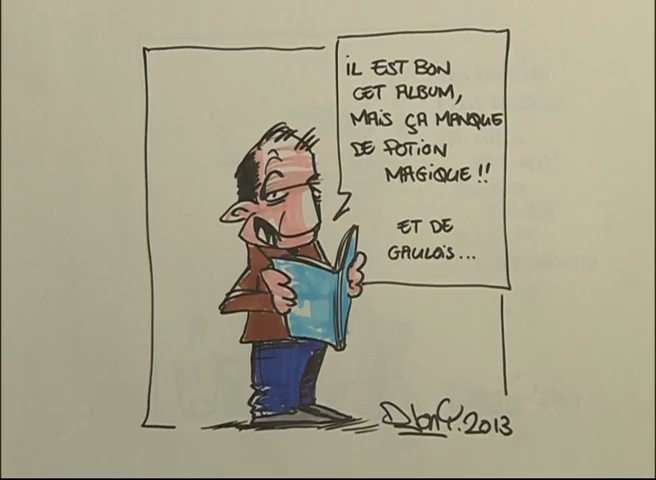 IL EST BON
CET ALBUM,
MAIS ÇA MANQUE
DE POTION
MAGIQUE !!
ET DE
GAULOIS...
2013